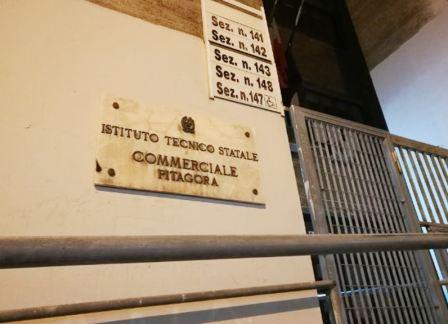 Sez. n. 141
Sez. n. 142
Sez. n. 143
Sez. n. 148
Sez. n. 147
ISTITUTO TECNICO STATALE
COMMERCIALE
PITAGORA